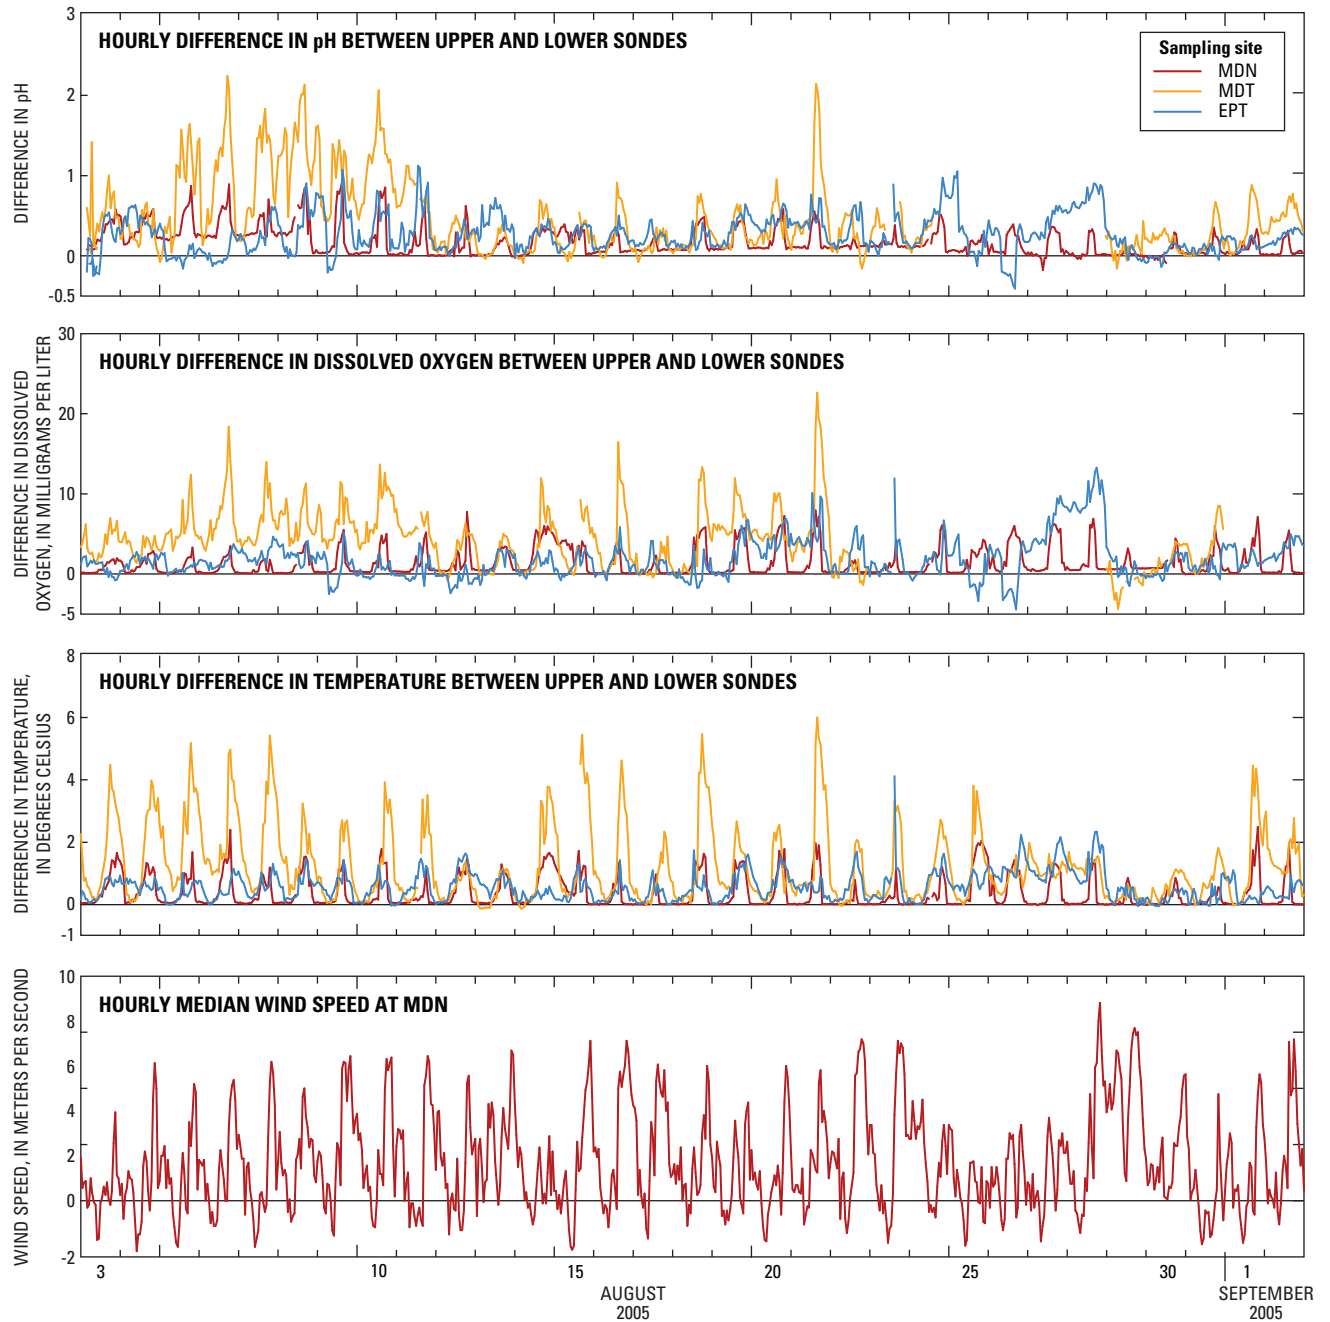 HOURLY DIFFERENCE IN pH BETWEEN UPPER AND LOWER SONDES
Sampling site
MDN
MDT
EPT
DIFFERENCE IN pH
3
2
1
0
-0.5
HOURLY DIFFERENCE IN DISSOLVED OXYGEN BETWEEN UPPER AND LOWER SONDES
DIFFERENCE IN DISSOLVED
OXYGEN, IN MILLIGRAMS PER LITER
30
20
10
0
-5
HOURLY DIFFERENCE IN TEMPERATURE BETWEEN UPPER AND LOWER SONDES
DIFFERENCE IN TEMPERATURE,
IN DEGREES CELSIUS
8
6
4
2
0
-1
HOURLY MEDIAN WIND SPEED AT MDN
WIND SPEED, IN METERS PER SECOND
10
8
6
4
2
0
-2
3 10 15 20 25 30 1
AUGUST SEPTEMBER
2005 2005